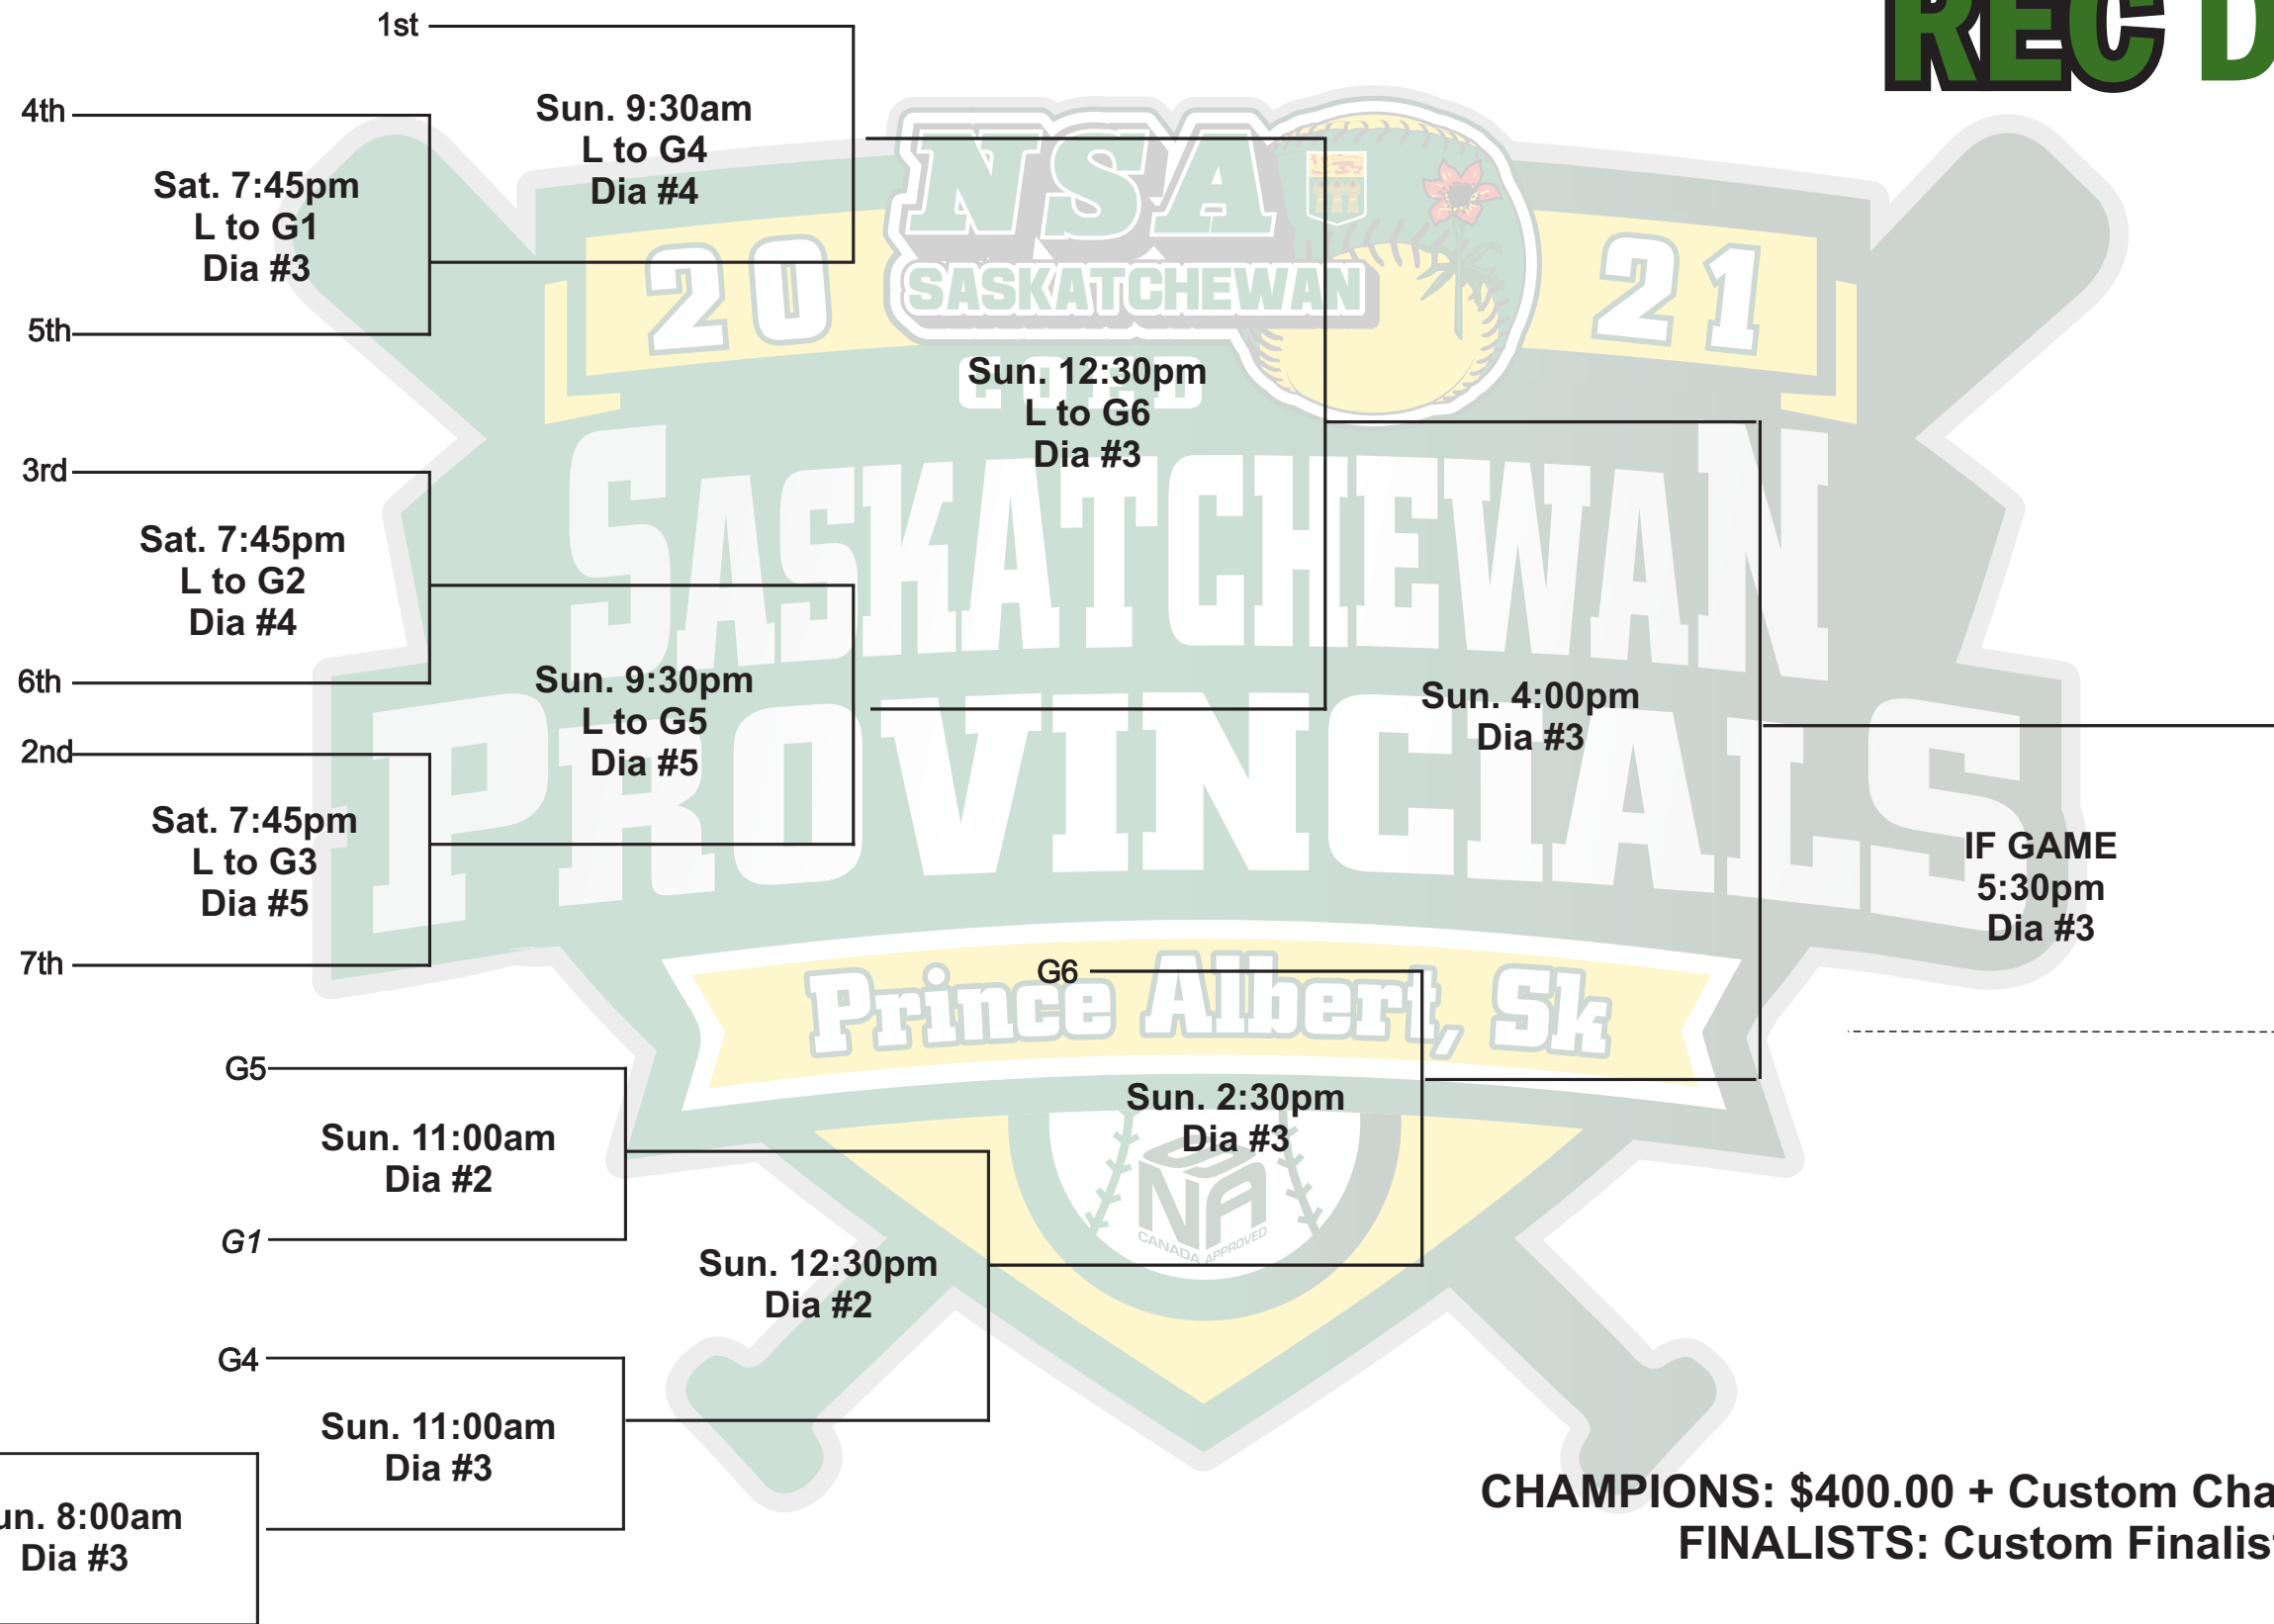 REC D
1st
4th
Sun. 9:30am
L to G4
Dia #4
Sat. 7:45pm
L to G1
Dia #3
5th
NSA
SASKATCHEWAN
20
21
COED
SASKATCHEWAN
PROVINCIALS
Prince Albert, Sk
NSA
CANADA APPROVED
Sun. 12:30pm
L to G6
Dia #3
3rd
Sat. 7:45pm
L to G2
Dia #4
6th
Sun. 9:30pm
L to G5
Dia #5
Sun. 4:00pm
Dia #3
2nd
Sat. 7:45pm
L to G3
Dia #5
7th
IF GAME
5:30pm
Dia #3
G6
G5
Sun. 11:00am
Dia #2
G1
Sun. 2:30pm
Dia #3
Sun. 12:30pm
Dia #2
G4
Sun. 11:00am
Dia #3
un. 8:00am
Dia #3
CHAMPIONS: $400.00 + Custom Cha
FINALISTS: Custom Finalist